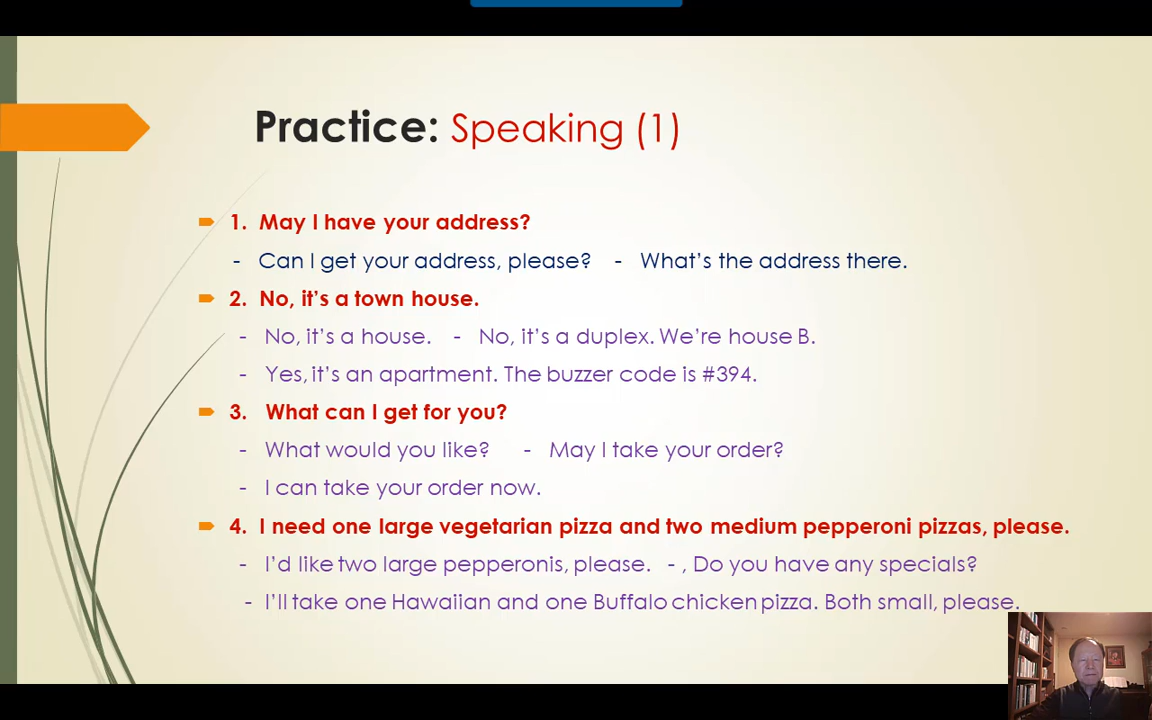 Practice: Speaking (1)
1. May I have your address?
- Can I get your address, please? - What's the address there.
2. No, it's a town house.
- No, it's a house. - No, it's a duplex. We're house B.
- Yes, it's an apartment. The buzzer code is #394.
3. What can I get for you?
- What would you like? - May I take your order?
- I can take your order now.
4. I need one large vegetarian pizza and two medium pepperoni pizzas, please.
- I'd like two large pepperonis, please. - , Do you have any specials?
- I'll take one Hawaiian and one Buffalo chicken pizza. Both small, please.